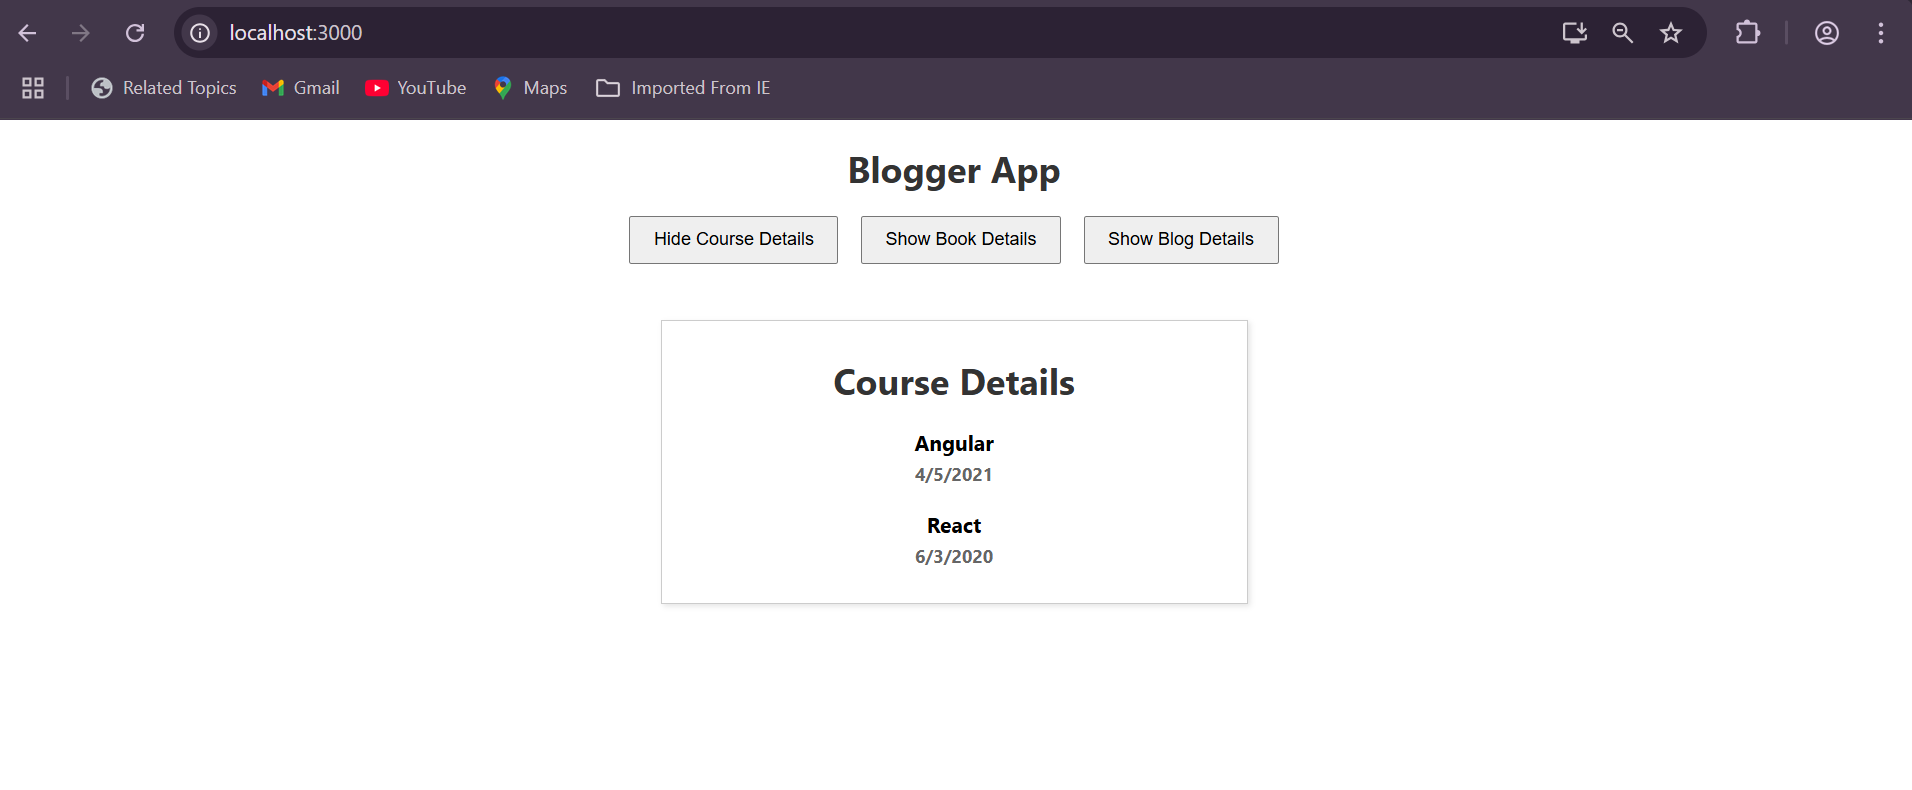 localhost:3000
Related Topics Gmail YouTube Maps Imported From IE
Blogger App
Hide Course Details Show Book Details Show Blog Details
Course Details
Angular
4/5/2021
React
6/3/2020